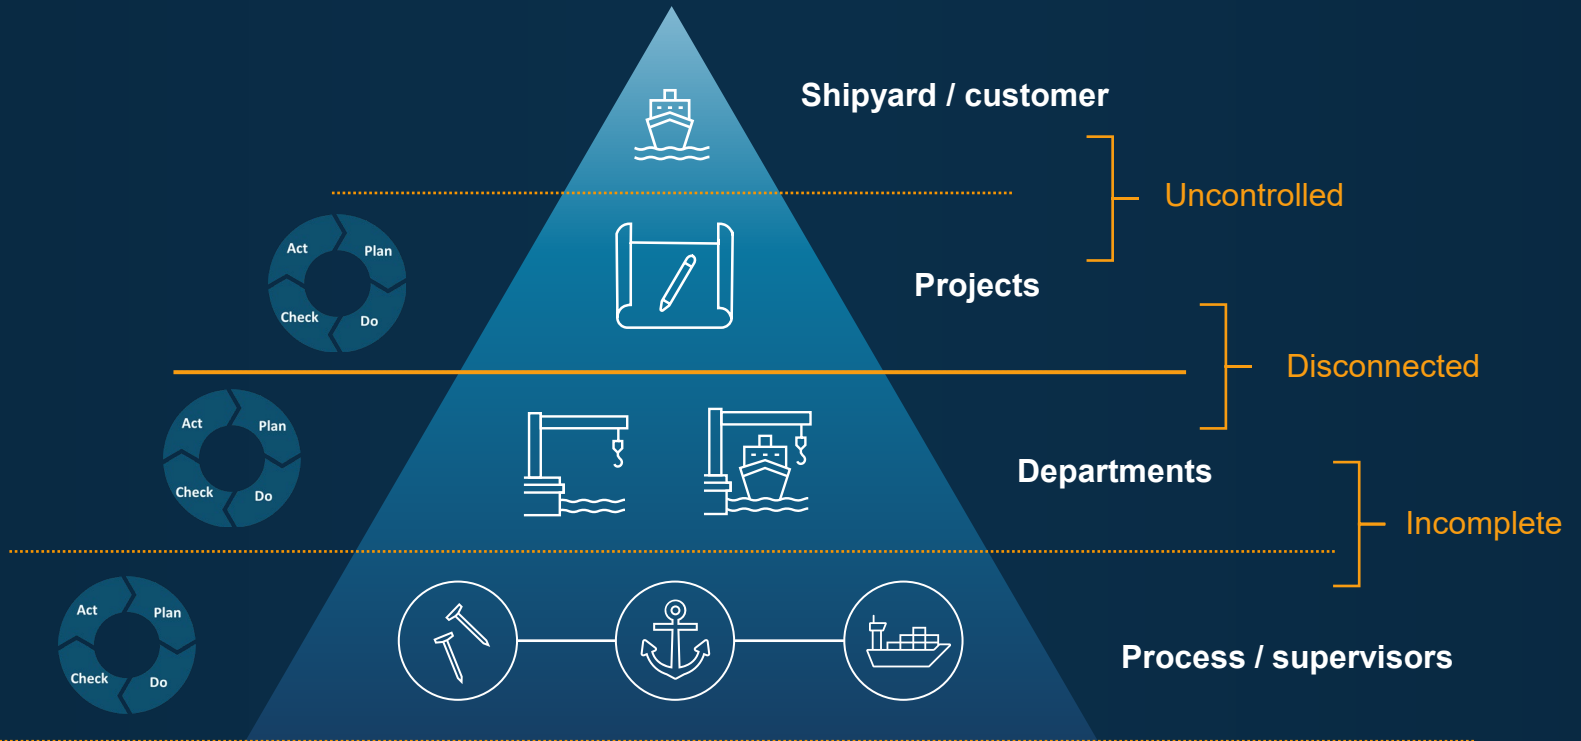 Shipyard / customer
Uncontrolled
Act
Plan
Check
Do
Projects
Disconnected
Act
Plan
Check
Do
Departments
Incomplete
Act
Plan
Check
Do
Process / supervisors